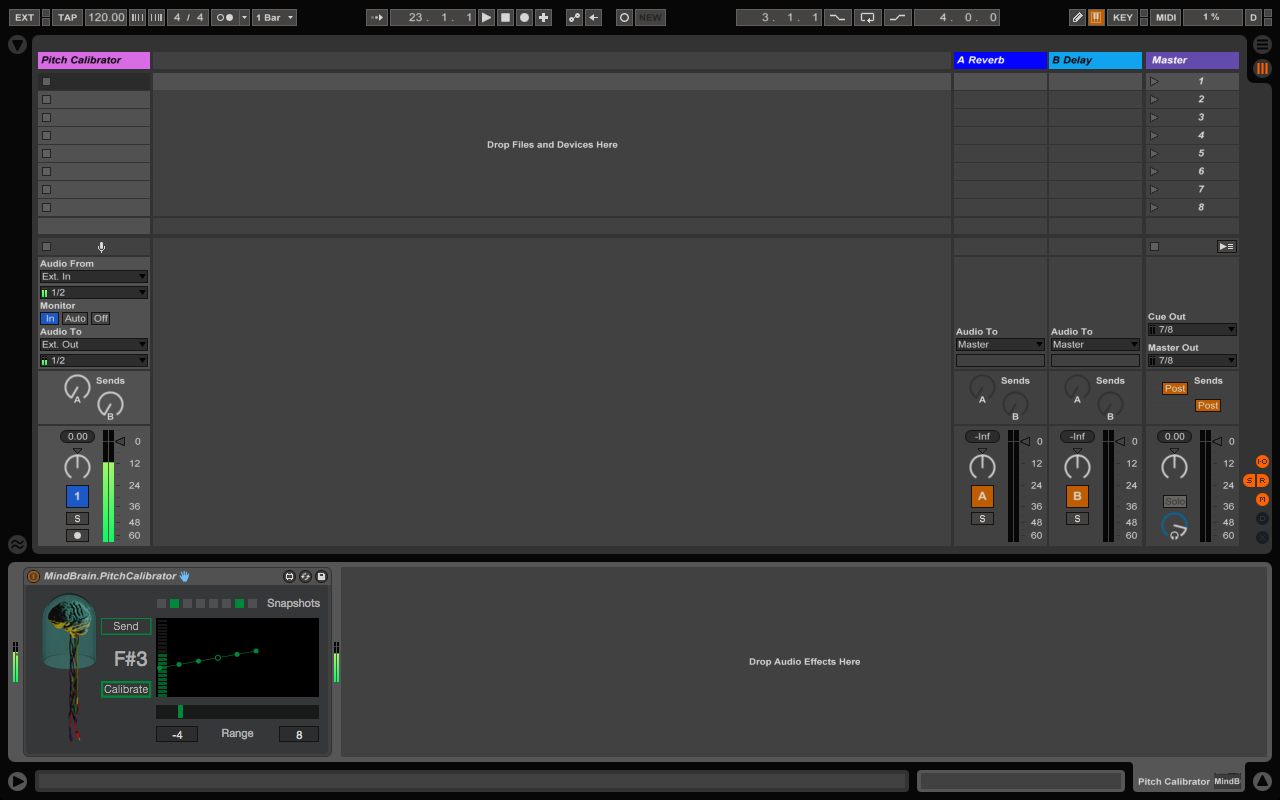 EXT TAP 120.00 4 / 4 1 Bar 23 . 1 . 1 NEW 3 . 1 . 1 4 . 0 . 0 KEY MIDI 1 % D
Pitch Calibrator A Reverb B Delay Master
1
2
3
4
5
6
7
8
Drop Files and Devices Here
Audio From
Ext. In
1/2
Monitor
In Auto Off
Audio To
Ext. Out
1/2
Audio To
Master
Audio To
Master
Cue Out
7/8
Master Out
7/8
Sends
A
B
Sends
A
B
Sends
A
B
Sends
Post
Post
0.00
0
12
24
36
48
60
1
S
-Inf
0
12
24
36
48
60
A
S
-Inf
0
12
24
36
48
60
B
S
0.00
0
12
24
36
48
60
Solo
I·O
S R
M
D
X
MindBrain.PitchCalibrator
Snapshots
Send
F#3
Calibrate
-4 Range 8
Drop Audio Effects Here
Pitch Calibrator MindB